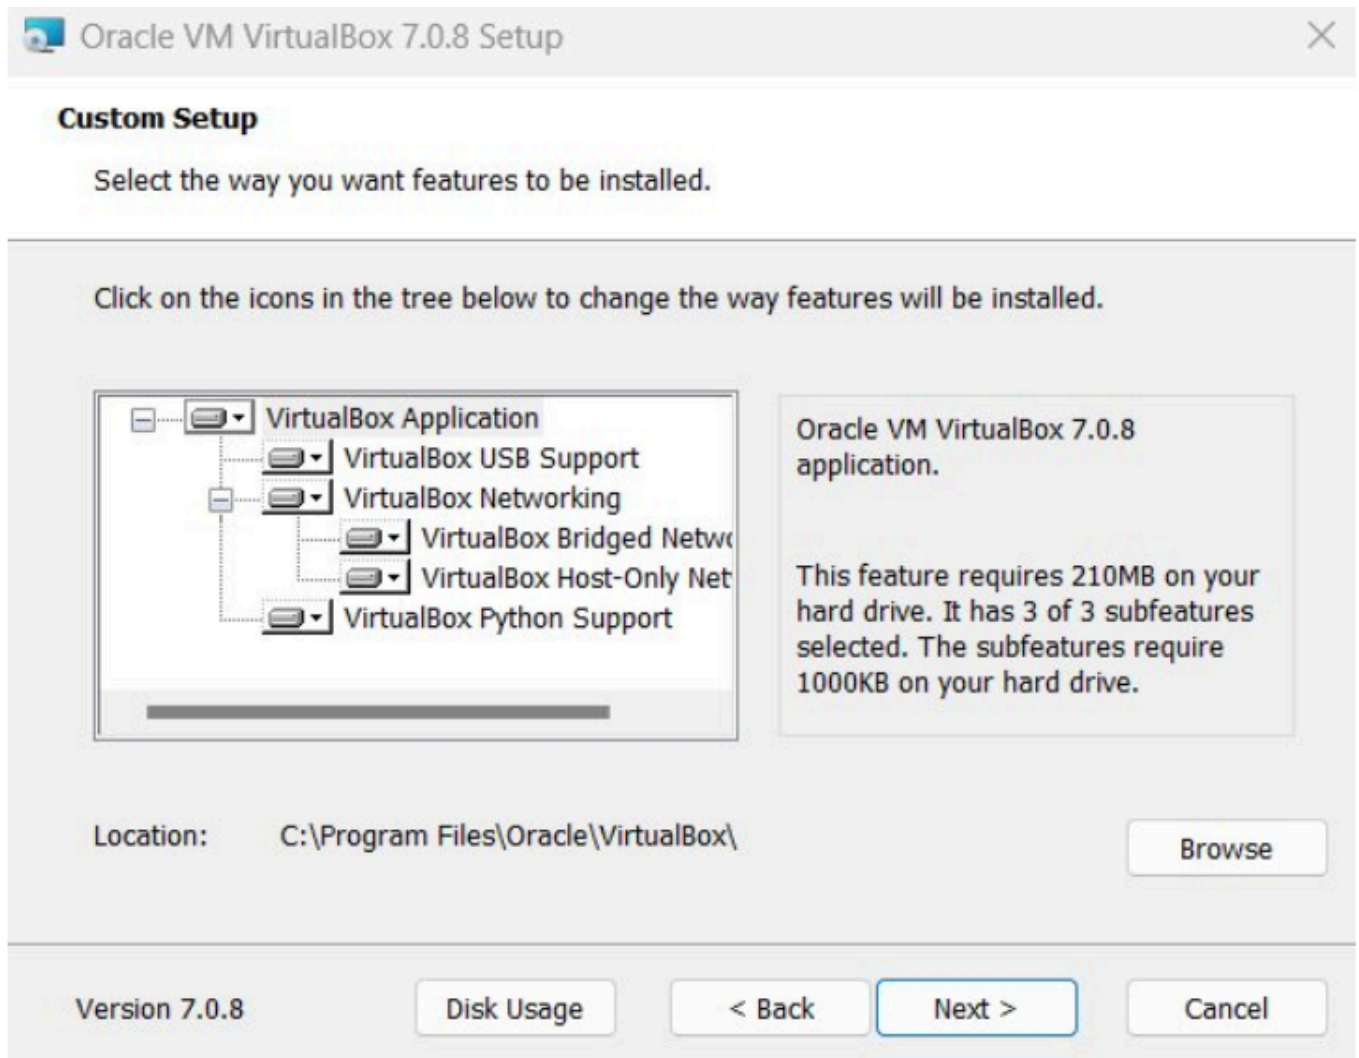 Oracle VM VirtualBox 7.0.8 Setup
Custom Setup
Select the way you want features to be installed.
Click on the icons in the tree below to change the way features will be installed.
VirtualBox Application
VirtualBox USB Support
VirtualBox Networking
VirtualBox Bridged Netwo
VirtualBox Host-Only Net
VirtualBox Python Support
Oracle VM VirtualBox 7.0.8
application.
This feature requires 210MB on your
hard drive. It has 3 of 3 subfeatures
selected. The subfeatures require
1000KB on your hard drive.
Location: C:\Program Files\Oracle\VirtualBox\
Browse
Version 7.0.8 Disk Usage < Back Next > Cancel